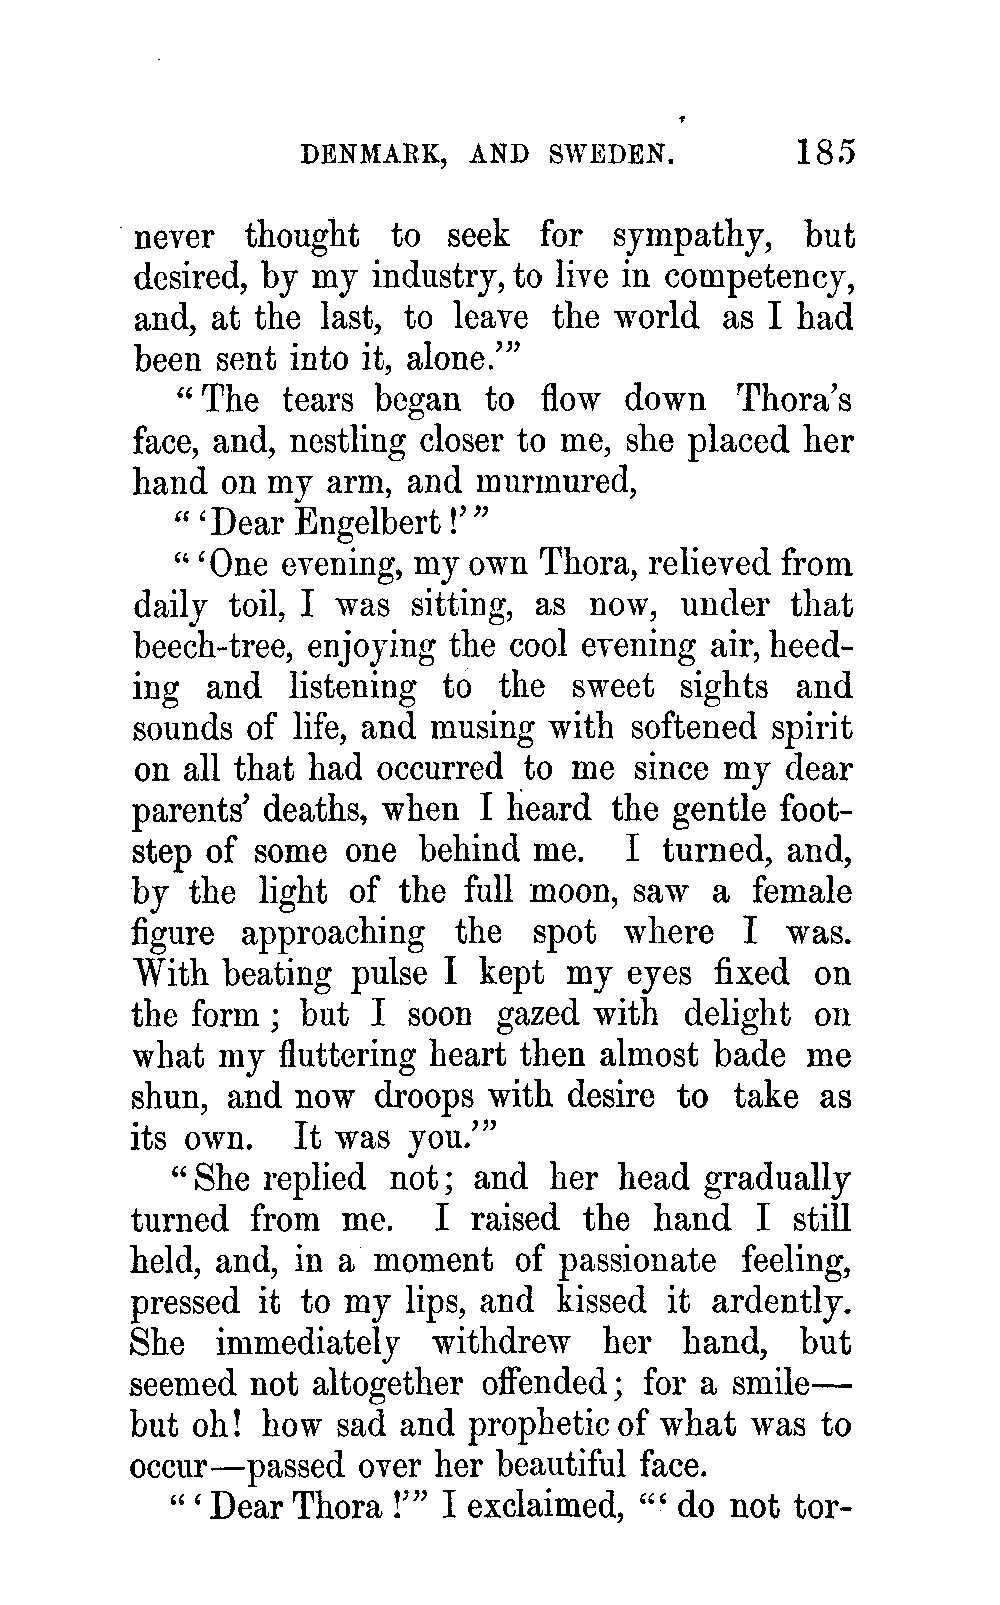 DENMARK, AND SWEDEN. 185
never thought to seek for sympathy, but
desired, by my industry, to live in competency,
and, at the last, to leave the world as I had
been sent into it, alone.'”
“The tears began to flow down Thora's
face, and, nestling closer to me, she placed her
hand on my arm, and murmured,
“‘Dear Engelbert!’”
“‘One evening, my own Thora, relieved from
daily toil, I was sitting, as now, under that
beech-tree, enjoying the cool evening air, heed-
ing and listening to the sweet sights and
sounds of life, and musing with softened spirit
on all that had occurred to me since my dear
parents’ deaths, when I heard the gentle foot-
step of some one behind me. I turned, and,
by the light of the full moon, saw a female
figure approaching the spot where I was.
With beating pulse I kept my eyes fixed on
the form; but I soon gazed with delight on
what my fluttering heart then almost bade me
shun, and now droops with desire to take as
its own. It was you.’”
“She replied not; and her head gradually
turned from me. I raised the hand I still
held, and, in a moment of passionate feeling,
pressed it to my lips, and kissed it ardently.
She immediately withdrew her hand, but
seemed not altogether offended; for a smile—
but oh! how sad and prophetic of what was to
occur—passed over her beautiful face.
“‘Dear Thora!’” I exclaimed, “‘do not tor-